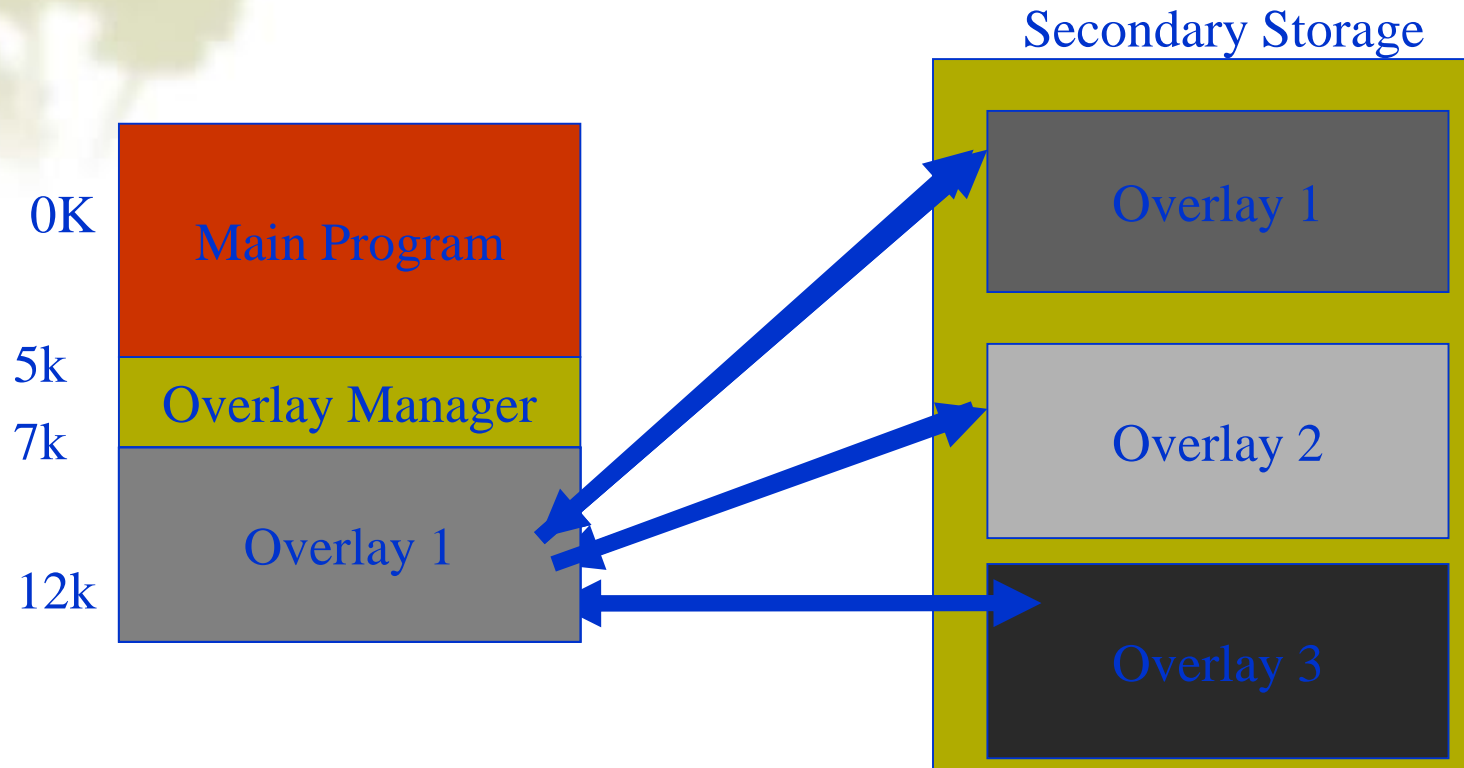 Secondary Storage
0K
Main Program
5k
Overlay Manager
7k
Overlay 1
12k
Overlay 1
Overlay 2
Overlay 3